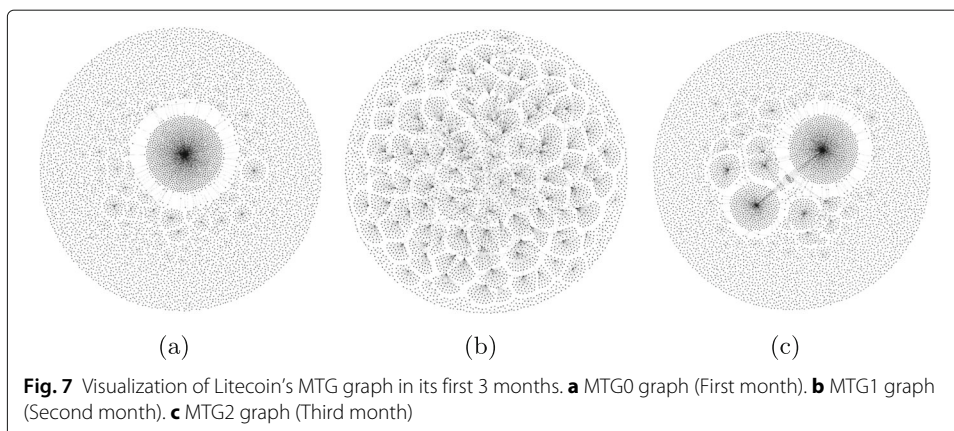 (a)
(b)
(c)
Fig. 7 Visualization of Litecoin's MTG graph in its first 3 months. a MTG0 graph (First month). b MTG1 graph
(Second month). c MTG2 graph (Third month)